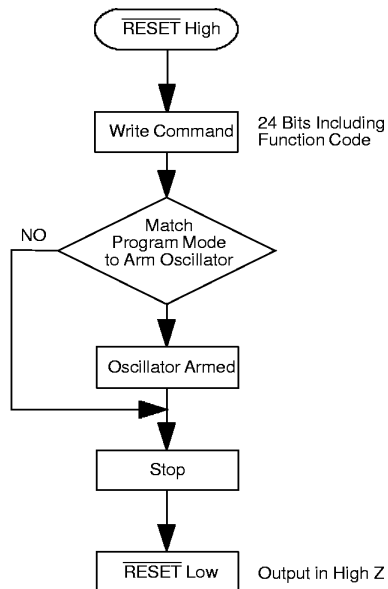 RESET High
Write Command
24 Bits Including
Function Code
Match
Program Mode
to Arm Oscillator
NO
Oscillator Armed
Stop
RESET Low
Output in High Z